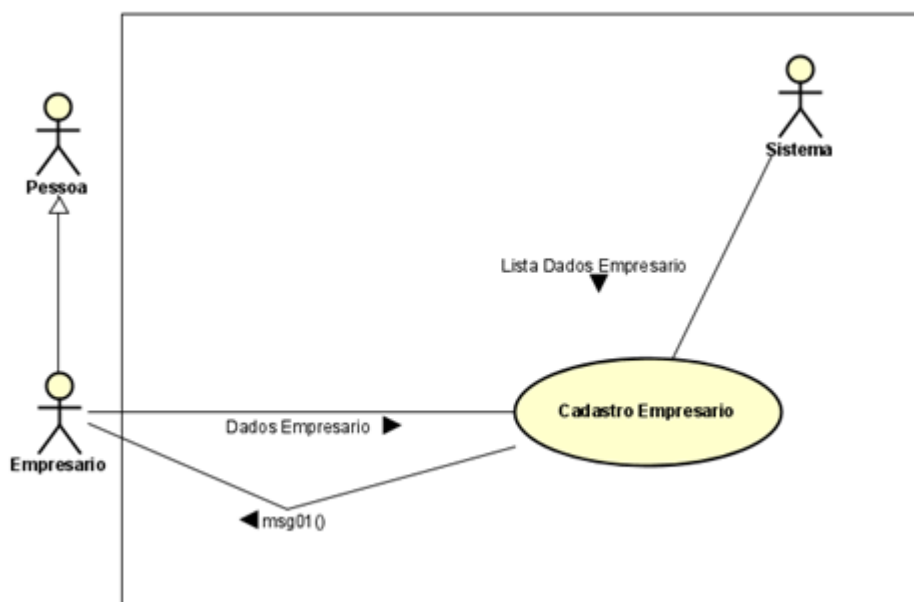 Sistema
Pessoa
Lista Dados Empresario
Cadastro Empresario
Dados Empresario
Empresario
msg01()